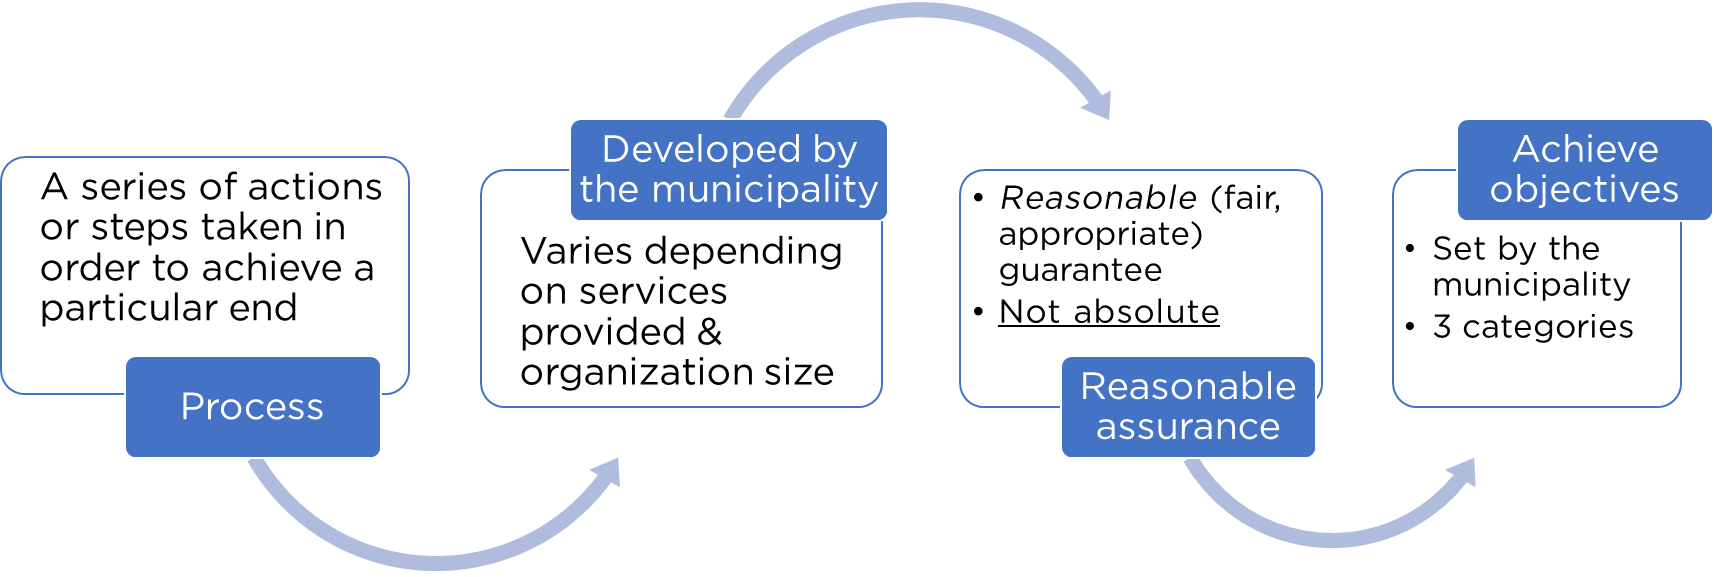 A series of actions
or steps taken in
order to achieve a
particular end
Process
Developed by
the municipality
Varies depending
on services
provided &
organization size
• Reasonable (fair,
appropriate)
guarantee
• Not absolute
Reasonable
assurance
Achieve
objectives
• Set by the
municipality
• 3 categories